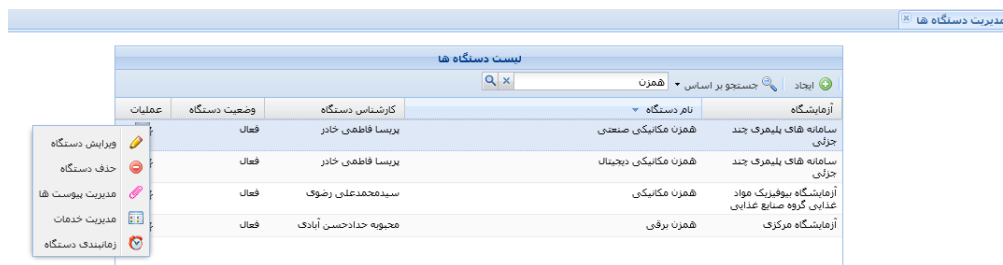 مدیریت دستگاه ها
لیست دستگاه ها
ایجاد جستجو بر اساس همزن
آزمایشگاه نام دستگاه کارشناس دستگاه وضعیت دستگاه عملیات
سامانه های پلیمری چند جزئی همزن مکانیکی صنعتی پریسا فاطمی خادر فعال
سامانه های پلیمری چند جزئی همزن مکانیکی دیجیتال پریسا فاطمی خادر فعال
آزمایشگاه بیوفیزیک مواد غذایی گروه صنایع غذایی همزن مکانیکی سیدمحمدعلی رضوی فعال
آزمایشگاه مرکزی همزن برقی محبوبه حدادحسن آبادی فعال
ویرایش دستگاه
حذف دستگاه
مدیریت پیوست ها
مدیریت خدمات
زمانبندی دستگاه